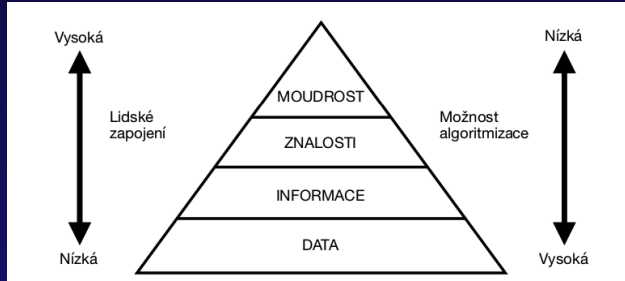 Vysoká
Nízká
MOUDROST
Lidské
zapojení
Možnost
algoritmizace
ZNALOSTI
INFORMACE
DATA
Nízká
Vysoká